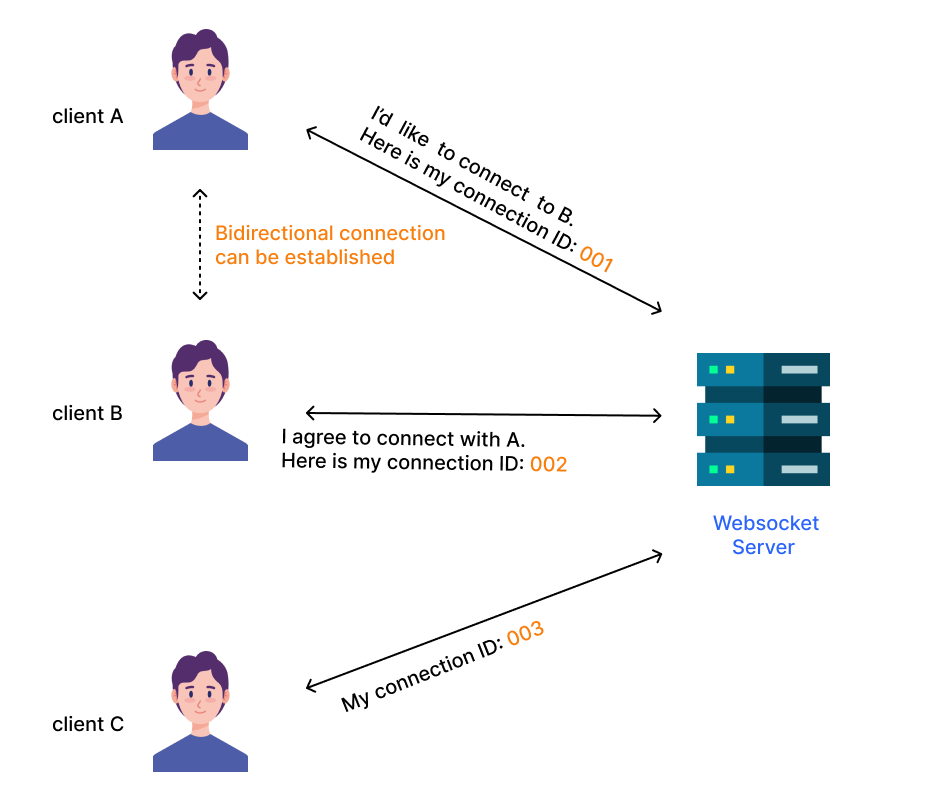 client A
I'd like to connect to B.
Here is my connection ID: 001
Bidirectional connection
can be established
client B
I agree to connect with A.
Here is my connection ID: 002
Websocket
Server
My connection ID: 003
client C